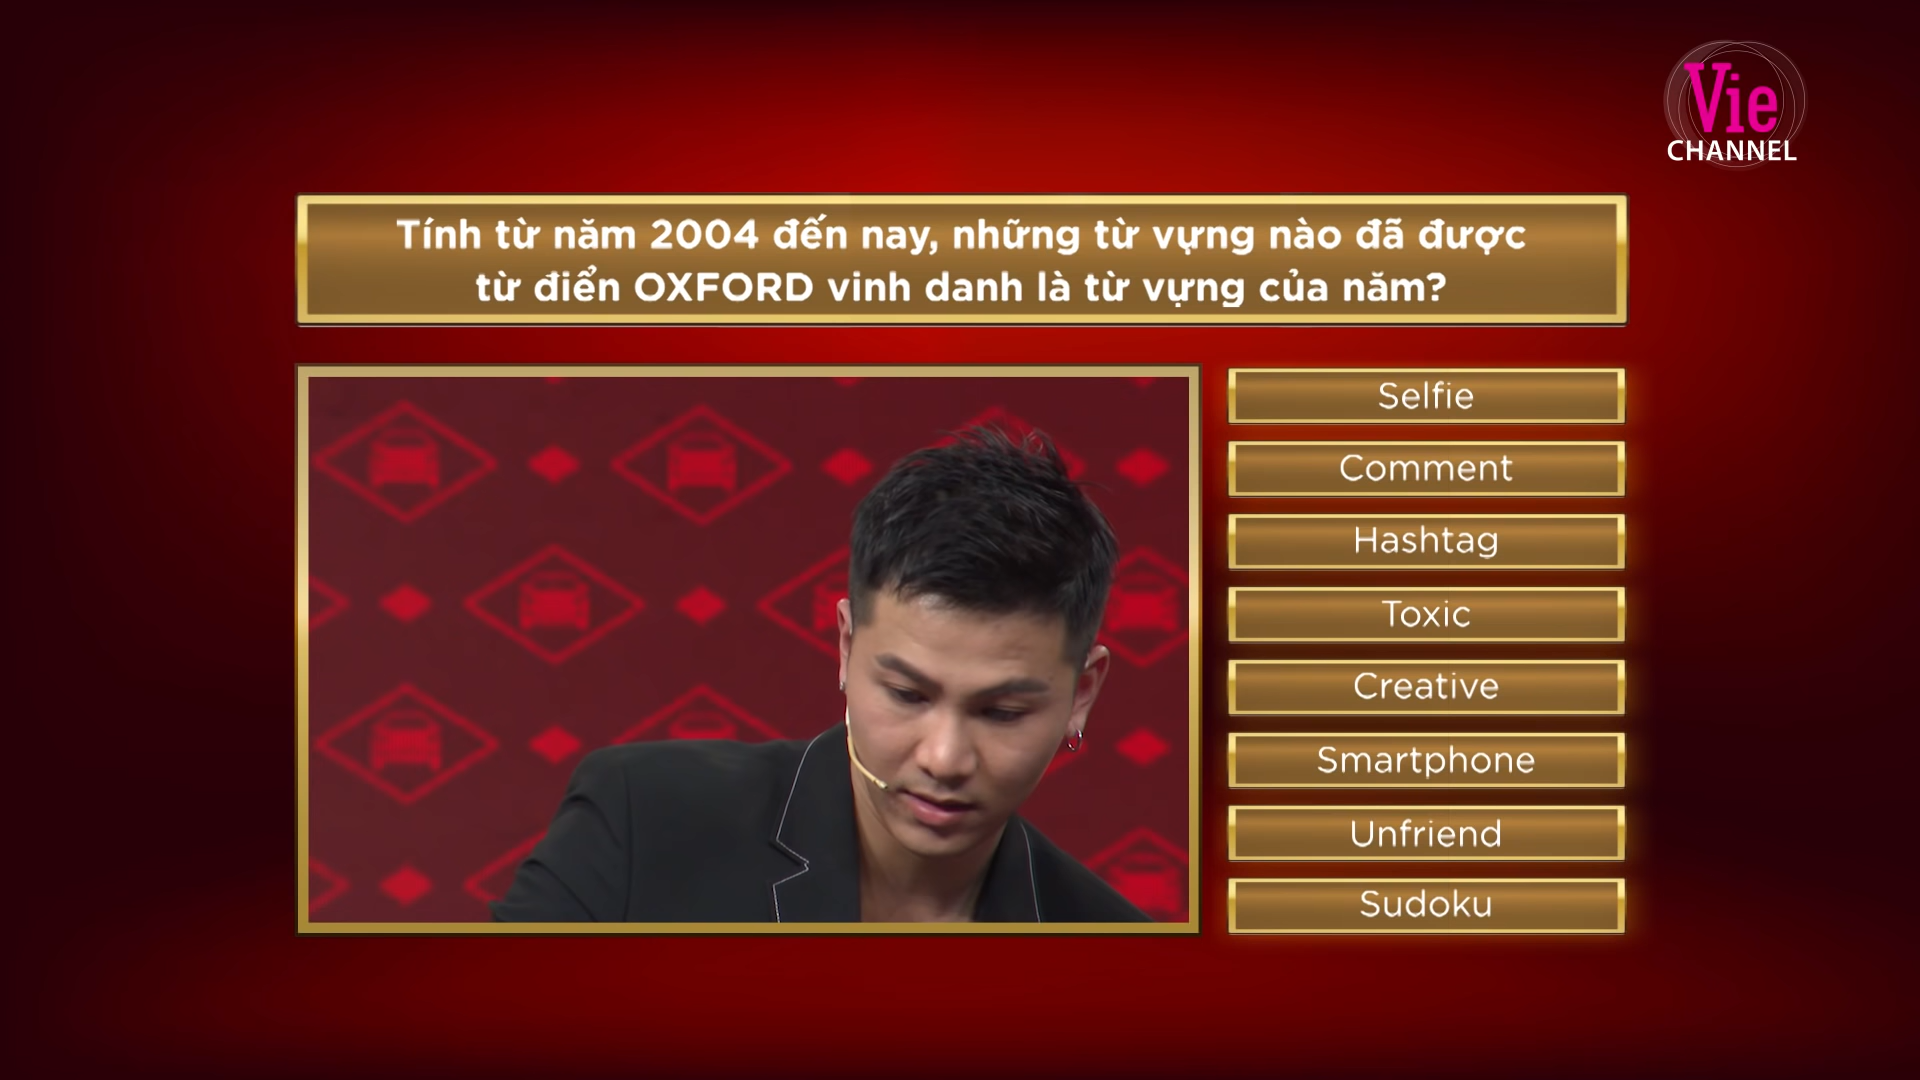 Vie
CHANNEL
Tính từ năm 2004 đến nay, những từ vựng nào đã được
từ điển OXFORD vinh danh là từ vựng của năm?
Selfie
Comment
Hashtag
Toxic
Creative
Smartphone
Unfriend
Sudoku